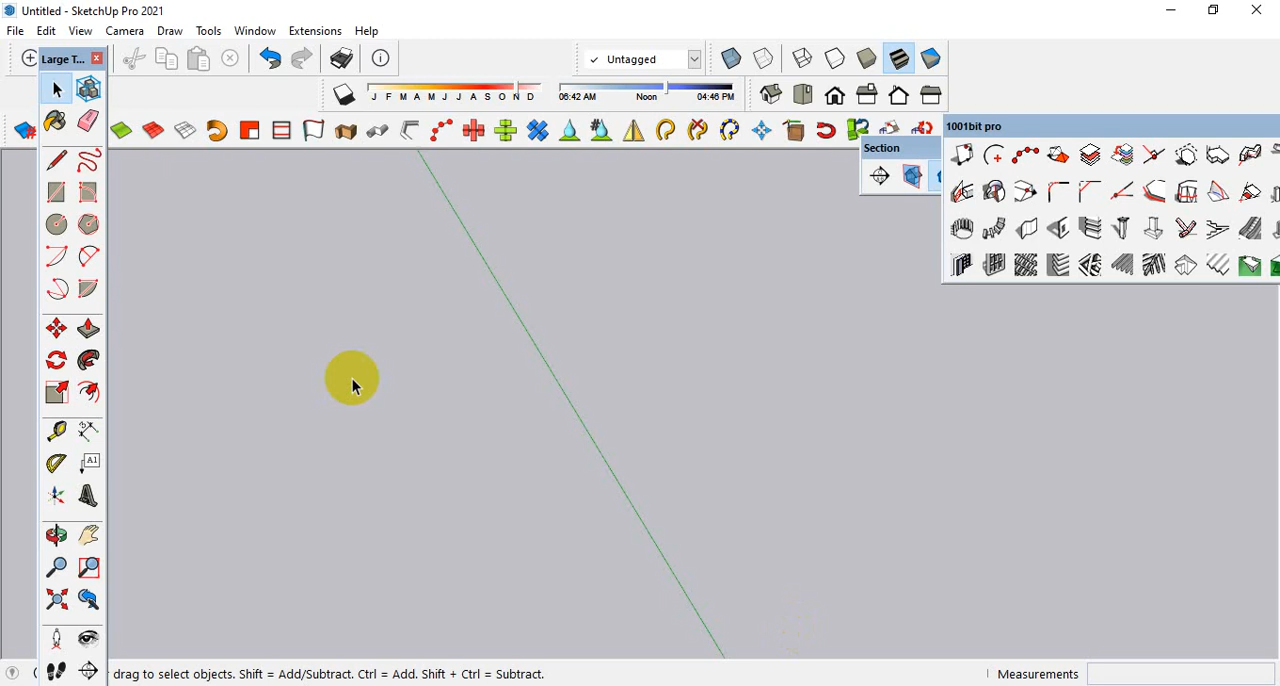 Untitled - SketchUp Pro 2021
File Edit View Camera Draw Tools Window Extensions Help
Large T...
Untagged
J F M A M J J A S O N D
06:42 AM Noon 04:46 PM
1001bit pro
Section
A1
drag to select objects. Shift = Add/Subtract. Ctrl = Add. Shift + Ctrl = Subtract.
Measurements